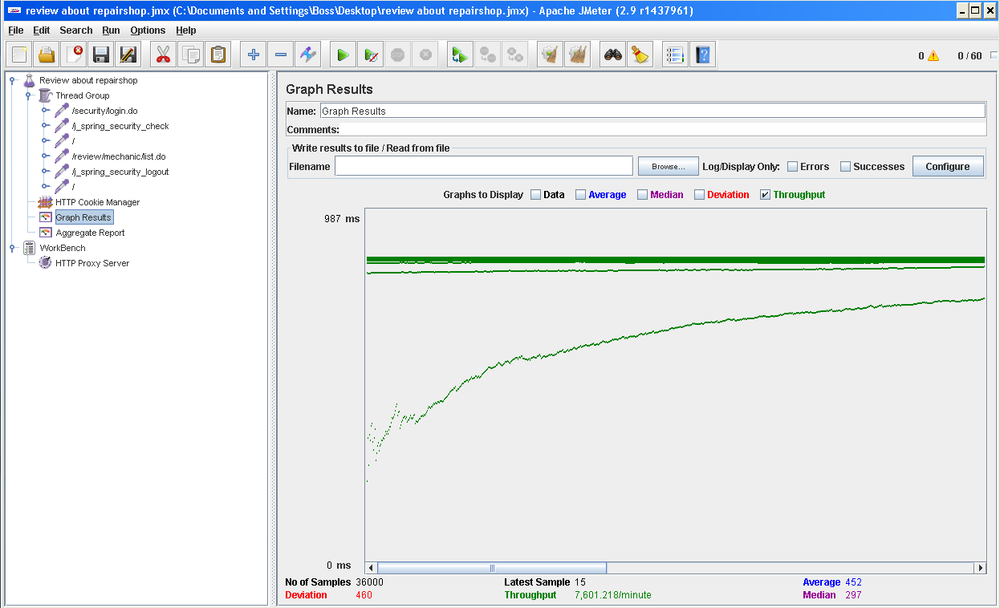 review about repairshop.jmx (C:\Documents and Settings\Boss\Desktop\review about repairshop.jmx) - Apache JMeter (2.9 r1437961)
File Edit Search Run Options Help
0 0 / 60
Review about repairshop
Thread Group
/security/login.do
/j_spring_security_check
/
/review/mechanic/list.do
/j_spring_security_logout
/
HTTP Cookie Manager
Graph Results
Aggregate Report
WorkBench
HTTP Proxy Server
Graph Results
Name: Graph Results
Comments:
Write results to file / Read from file
Filename Browse... Log/Display Only: Errors Successes Configure
Graphs to Display Data Average Median Deviation Throughput
987 ms
0 ms
No of Samples 36000 Latest Sample 15 Average 452
Deviation 460 Throughput 7,601.218/minute Median 297